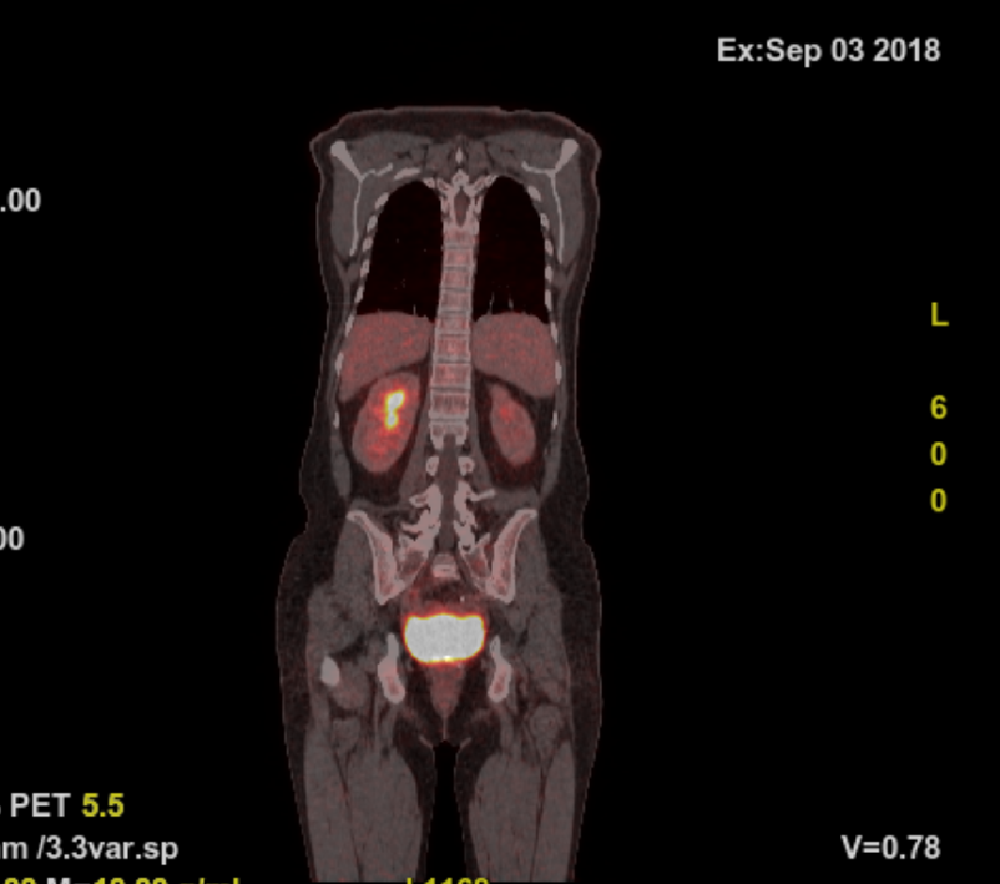 Ex:Sep 03 2018
.00
L
6
0
0
00
PET 5.5
m /3.3var.sp
V=0.78